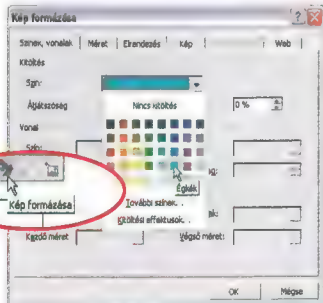 Kép formázása
Színek, vonalak Méret Elrendezés Kép Web
Kitöltés
Szín:
Átlátszóság 0 %
Nincs kitöltés
Vonal
Szín:
Égkék
Kép formázása
További színek...
Kitöltési effektusok...
Kezdő méret Végső méret:
OK Mégse